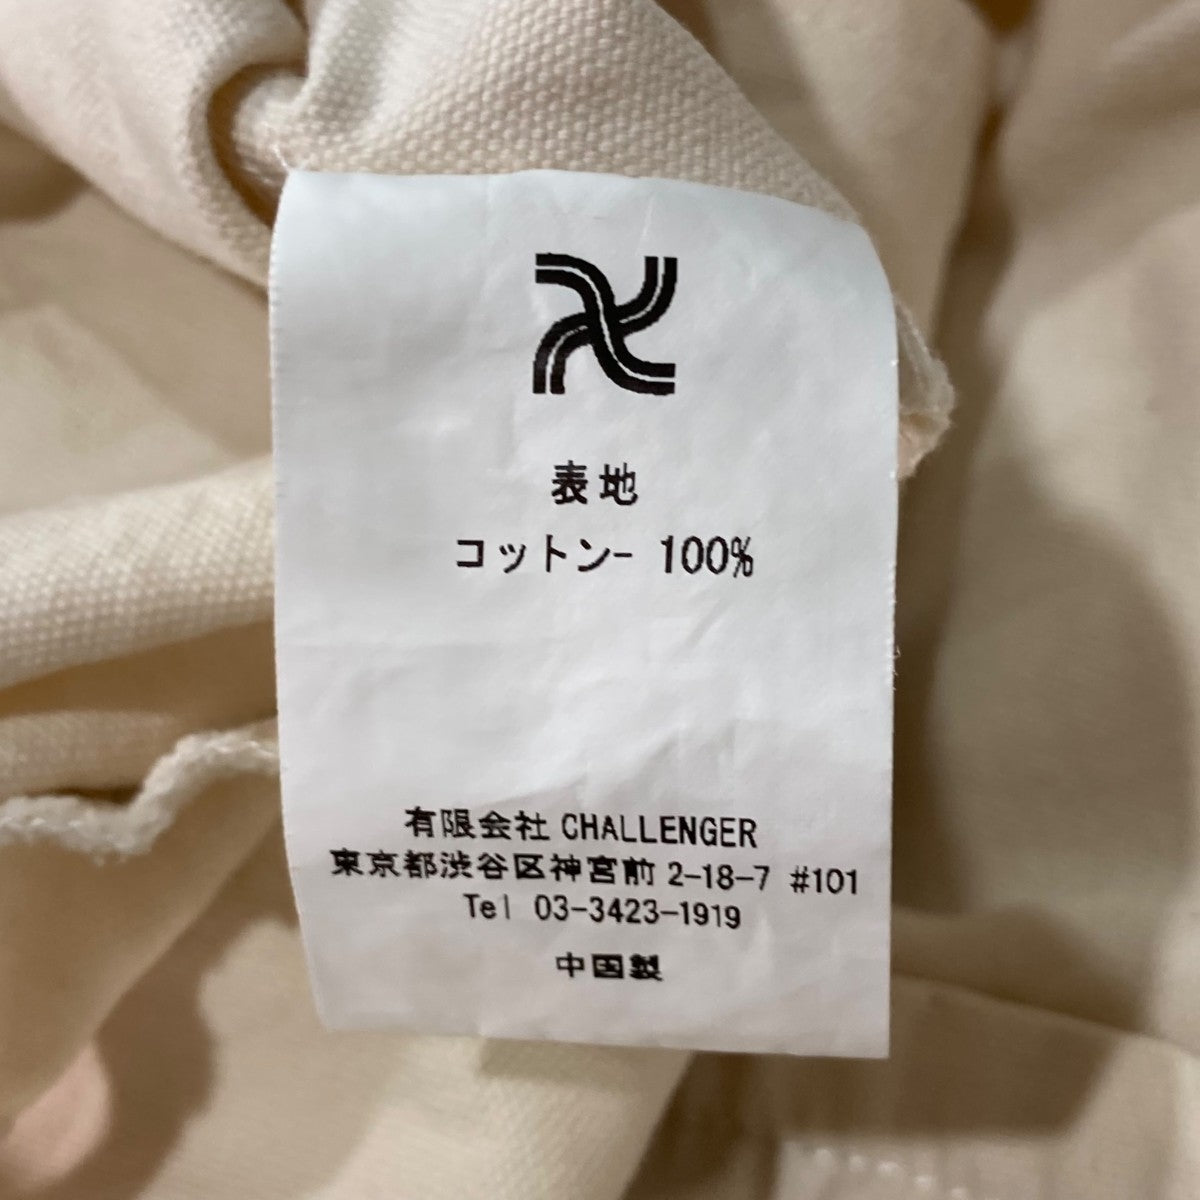 表地
コットン- 100%
有限会社 CHALLENGER
東京都渋谷区神宮前 2-18-7 #101
Tel 03-3423-1919
中国製